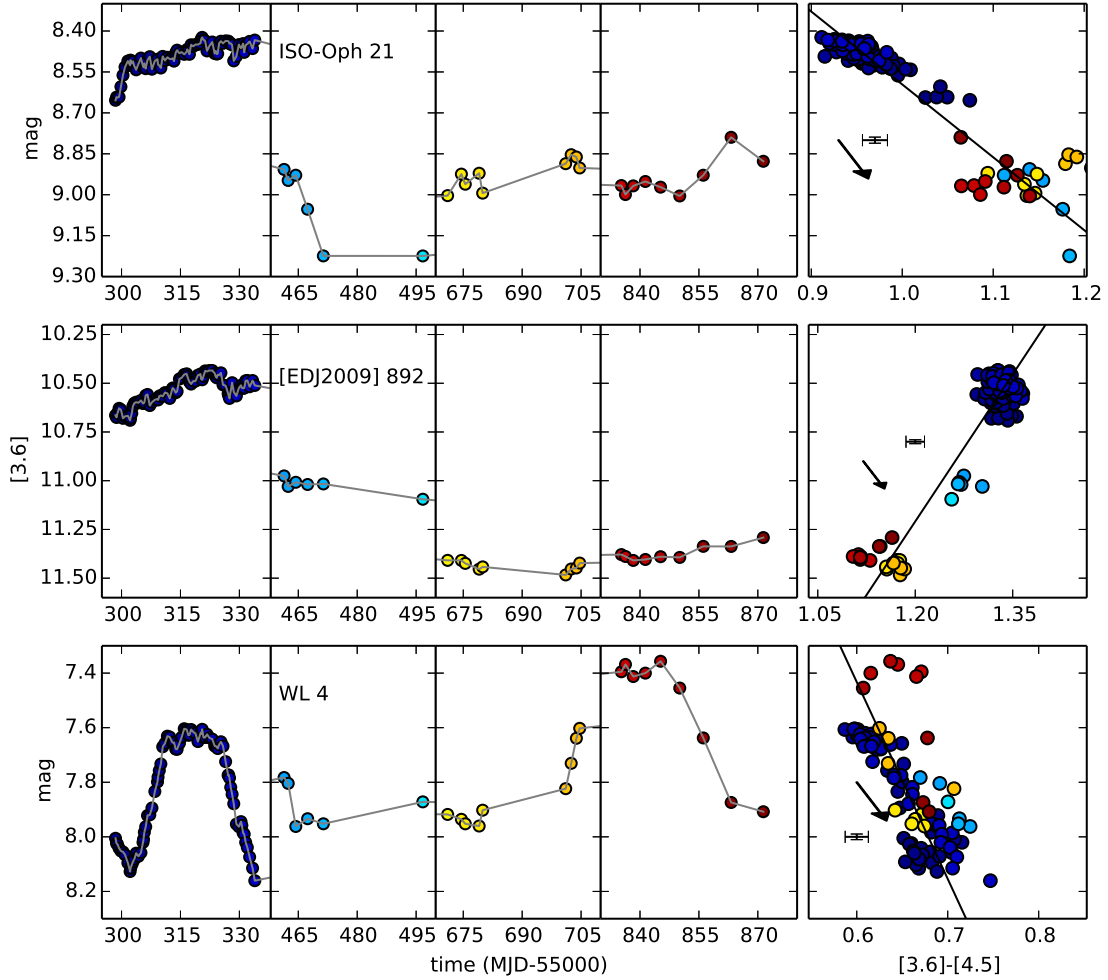 8.40
8.55
8.70
8.85
9.00
9.15
9.30
mag
ISO-Oph 21
300 315 330 465 480 495 675 690 705 840 855 870 0.9 1.0 1.1 1.2
10.25
10.50
10.75
11.00
11.25
11.50
[3.6]
[EDJ2009] 892
300 315 330 465 480 495 675 690 705 840 855 870 1.05 1.20 1.35
7.4
7.6
7.8
8.0
8.2
mag
WL 4
300 315 330 465 480 495 675 690 705 840 855 870 0.6 0.7 0.8
time (MJD-55000) [3.6]-[4.5]